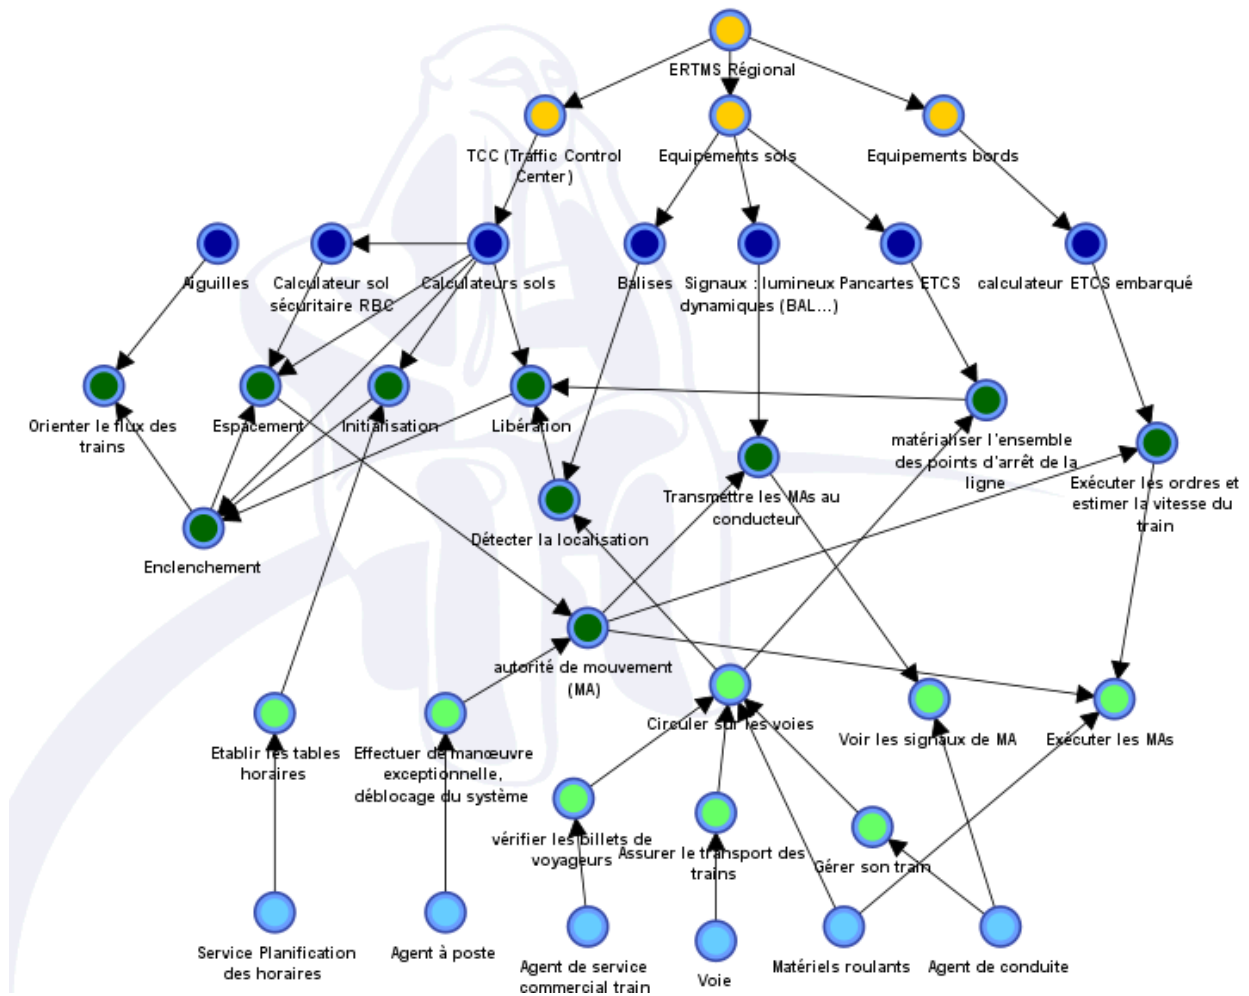 ERTMS Régional
TCC (Traffic Control
Center)
Equipements sols
Equipements bords
Aiguilles
Calculateur sol
sécuritaire RBC
Calculateurs sols
Balises
Signaux : lumineux
dynamiques (BAL...)
Pancartes ETCS
calculateur ETCS embarqué
Orienter le flux des
trains
Espacement
Initialisation
Libération
matérialiser l'ensemble
des points d'arrêt de la
ligne
Transmettre les MAs au
conducteur
Exécuter les ordres et
estimer la vitesse du
train
Enclenchement
Détecter la localisation
autorité de mouvement
(MA)
Circuler sur les voies
Voir les signaux de MA
Exécuter les MAs
Etablir les tables
horaires
Effectuer de manœuvre
exceptionnelle,
déblocage du système
vérifier les billets de
voyageurs
Assurer le transport des
trains
Gérer son train
Service Planification
des horaires
Agent à poste
Agent de service
commercial train
Voie
Matériels roulants
Agent de conduite